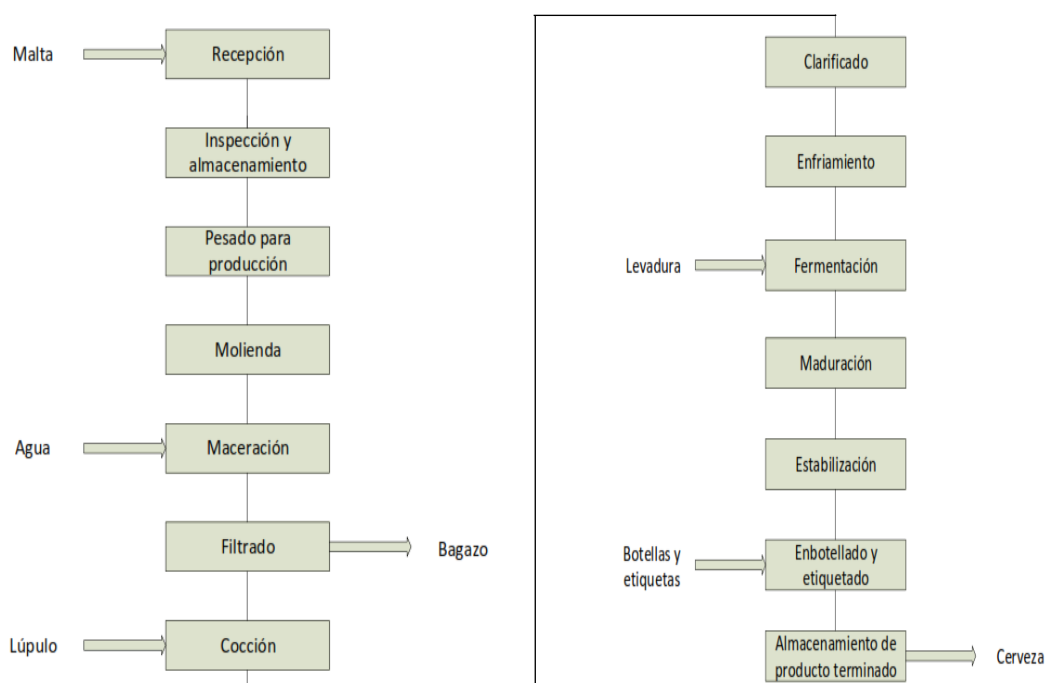 Malta
Recepción
Inspección y
almacenamiento
Pesado para
producción
Molienda
Agua
Maceración
Filtrado
Bagazo
Lúpulo
Cocción
Clarificado
Enfriamiento
Levadura
Fermentación
Maduración
Estabilización
Botellas y
etiquetas
Enbotellado y
etiquetado
Almacenamiento de
producto terminado
Cerveza